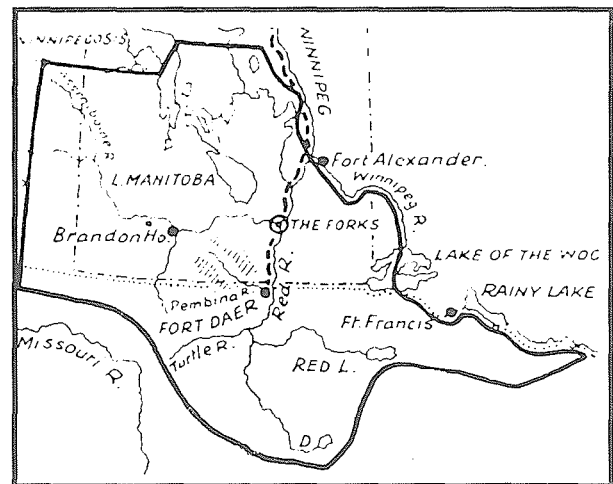 WINNIPEGOSIS
WINNIPEG
Assiniboine R.
L. MANITOBA
Fort Alexander.
Winnipeg R.
THE FORKS
Brandon Ho.
LAKE OF THE WOO
RAINY LAKE
Pembina R.
Red R.
FORT DAER
Ft. Francis
Turtle R.
MISSOURI R.
RED L.
D